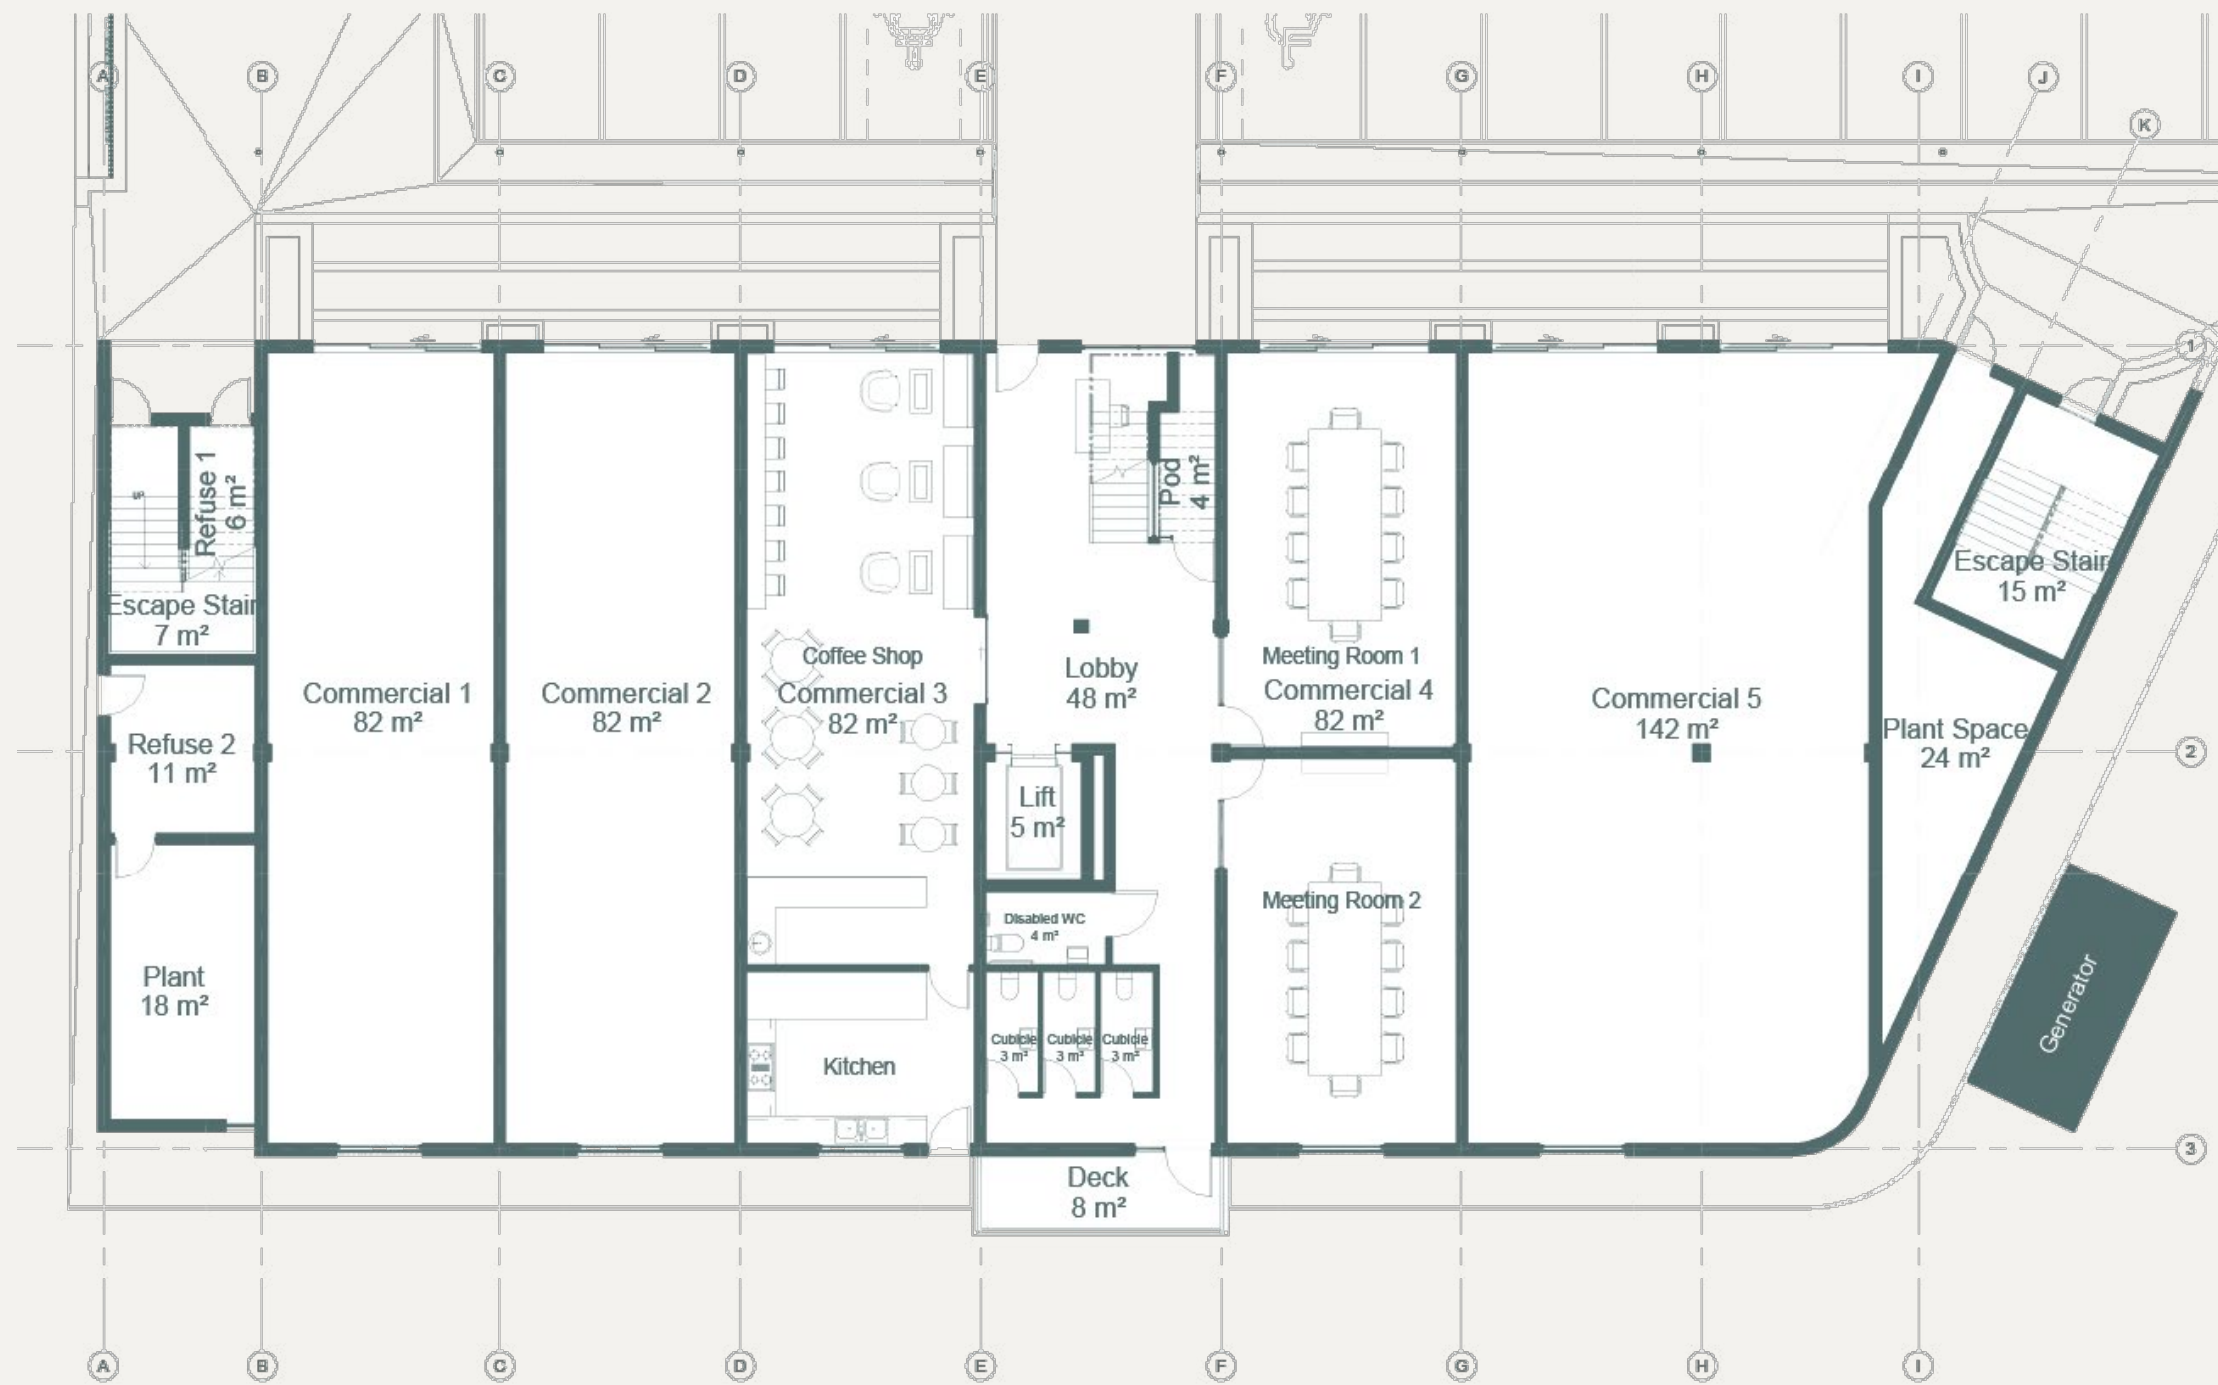 A
B
C
D
E
F
G
H
I
J
K
1
Refuse 1
6 m²
Pod
4 m²
Escape Stair
7 m²
Escape Stair
15 m²
Coffee Shop
Commercial 1
82 m²
Commercial 2
82 m²
Commercial 3
82 m²
Lobby
48 m²
Meeting Room 1
Commercial 4
82 m²
Commercial 5
142 m²
Plant Space
24 m²
Refuse 2
11 m²
2
Lift
5 m²
Meeting Room 2
Disabled WC
4 m²
Plant
18 m²
Generator
Kitchen
Cubicle
3 m²
Cubicle
3 m²
Cubicle
3 m²
3
Deck
8 m²
A
B
C
D
E
F
G
H
I